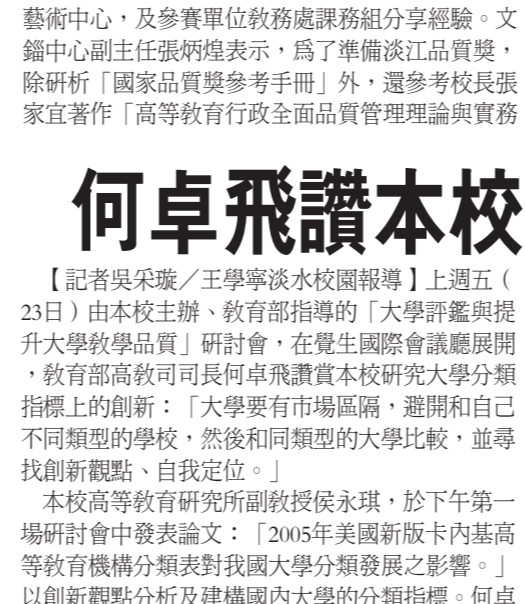 藝術中心，及參賽單位教務處課務組分享經驗。文
錙中心副主任張炳煌表示，為了準備淡江品質獎，
除研析「國家品質獎參考手冊」外，還參考校長張
家宜著作「高等教育行政全面品質管理理論與實務
何卓飛讚本校
【記者吳采璇／王學寧淡水校園報導】上週五（
23日）由本校主辦、教育部指導的「大學評鑑與提
升大學教學品質」研討會，在覺生國際會議廳展開
，教育部高教司司長何卓飛讚賞本校研究大學分類
指標上的創新：「大學要有市場區隔，避開和自己
不同類型的學校，然後和同類型的大學比較，並尋
找創新觀點、自我定位。」
本校高等教育研究所副教授侯永琪，於下午第一
場研討會中發表論文：「2005年美國新版卡內基高
等教育機構分類表對我國大學分類發展之影響。」
以創新觀點分析及建構國內大學的分類指標。何卓